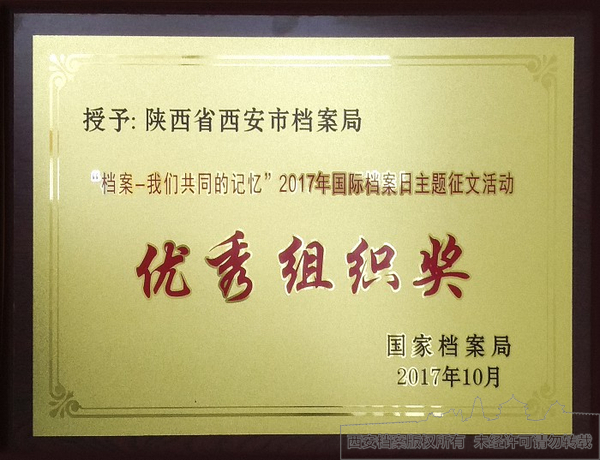 授予:陕西省西安市档案局
“档案-我们共同的记忆”2017年国际档案日主题征文活动
优秀组织奖
国家档案局
2017年10月
西安档案版权所有 未经许可请勿转载